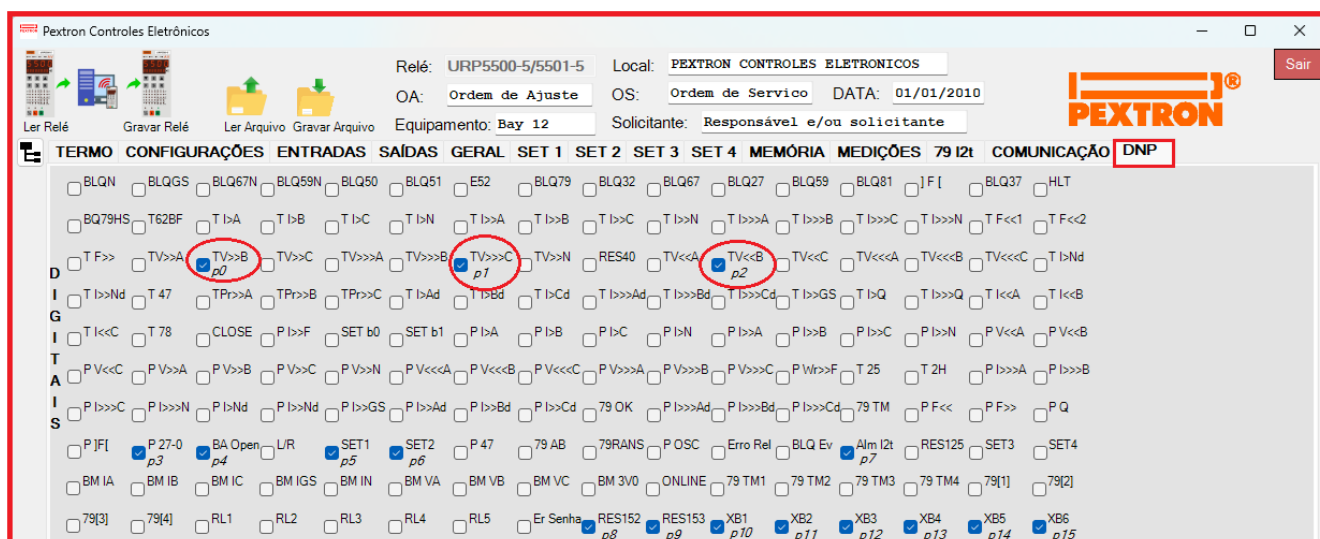 Pextron Controles Eletrônicos
Relé: URP5500-5/5501-5 Local: PEXTRON CONTROLES ELETRONICOS Sair
OA: Ordem de Ajuste OS: Ordem de Servico DATA: 01/01/2010
PEXTRON®
Ler Relé Gravar Relé Ler Arquivo Gravar Arquivo Equipamento: Bay 12 Solicitante: Responsável e/ou solicitante
TERMO CONFIGURAÇÕES ENTRADAS SAÍDAS GERAL SET 1 SET 2 SET 3 SET 4 MEMÓRIA MEDIÇÕES 79 I2t COMUNICAÇÃO DNP
DIGITAIS
BLQN BLQGS BLQ67N BLQ59N BLQ50 BLQ51 E52 BLQ79 BLQ32 BLQ67 BLQ27 BLQ59 BLQ81 ] F [ BLQ37 HLT
BQ79HS T62BF T I>A T I>B T I>C T I>N T I>>A T I>>B T I>>C T I>>N T I>>>A T I>>>B T I>>>C T I>>>N T F<<1 T F<<2
T F>> TV>>A TV>>B TV>>C TV>>>A TV>>>B TV>>>C TV>>N RES40 TV<<A TV<<B TV<<C TV<<<A TV<<<B TV<<<C T I>Nd
p0 p1 p2
T I>>Nd T 47 TPr>>A TPr>>B TPr>>C T I>Ad T I>Bd T I>Cd T I>>>Ad T I>>>Bd T I>>>Cd T I>>GS T I>Q T I>>>Q T I<<A T I<<B
T I<<C T 78 CLOSE P I>>F SET b0 SET b1 P I>A P I>B P I>C P I>N P I>>A P I>>B P I>>C P I>>N P V<<A P V<<B
P V<<C P V>>A P V>>B P V>>C P V>>N P V<<<A P V<<<B P V<<<C P V>>>A P V>>>B P V>>>C P Wr>>F T 25 T 2H P I>>>A P I>>>B
P I>>>C P I>>>N P I>Nd P I>>Nd P I>>GS P I>>Ad P I>>Bd P I>>Cd 79 OK P I>>>Ad P I>>>Bd P I>>>Cd 79 TM P F<< P F>> P Q
P ]F[ P 27-0 BA Open L/R SET1 SET2 P 47 79 AB 79RANS P OSC Erro Rel BLQ Ev Alm I2t RES125 SET3 SET4
p3 p4 p5 p6 p7
BM IA BM IB BM IC BM IGS BM IN BM VA BM VB BM VC BM 3V0 ONLINE 79 TM1 79 TM2 79 TM3 79 TM4 79[1] 79[2]
79[3] 79[4] RL1 RL2 RL3 RL4 RL5 Er Senha RES152 RES153 XB1 XB2 XB3 XB4 XB5 XB6
p8 p9 p10 p11 p12 p13 p14 p15